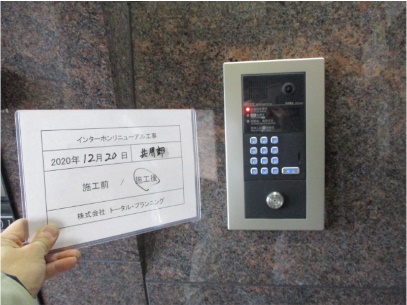 インターホンリニューアル工事
2020年12月20日 共用部
施工前 / 施工後
株式会社 トータル・プランニング